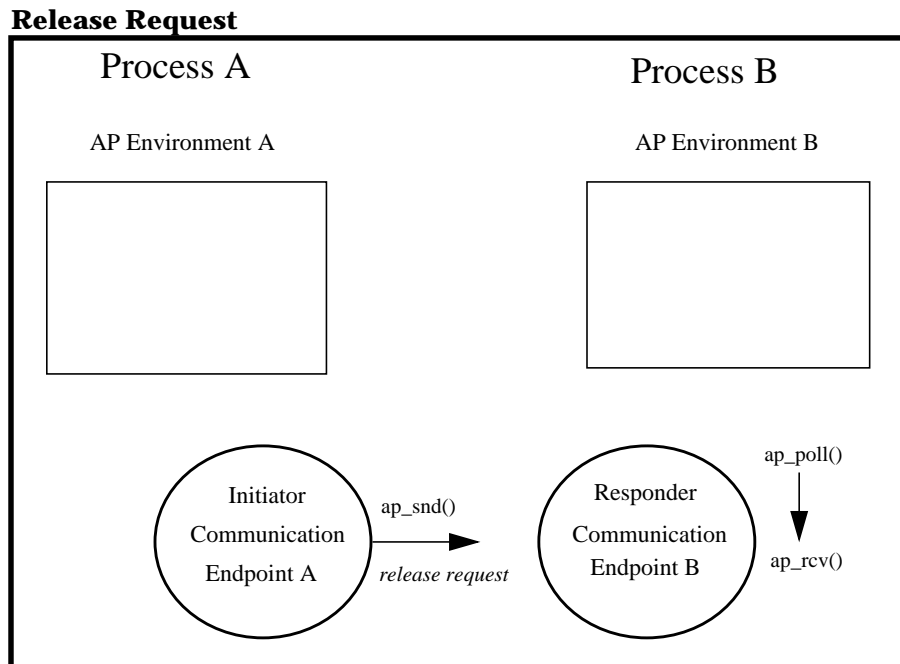 Release Request
Process A
Process B
AP Environment A
AP Environment B
Initiator
Communication
Endpoint A
ap_snd()
release request
Responder
Communication
Endpoint B
ap_poll()
ap_rcv()